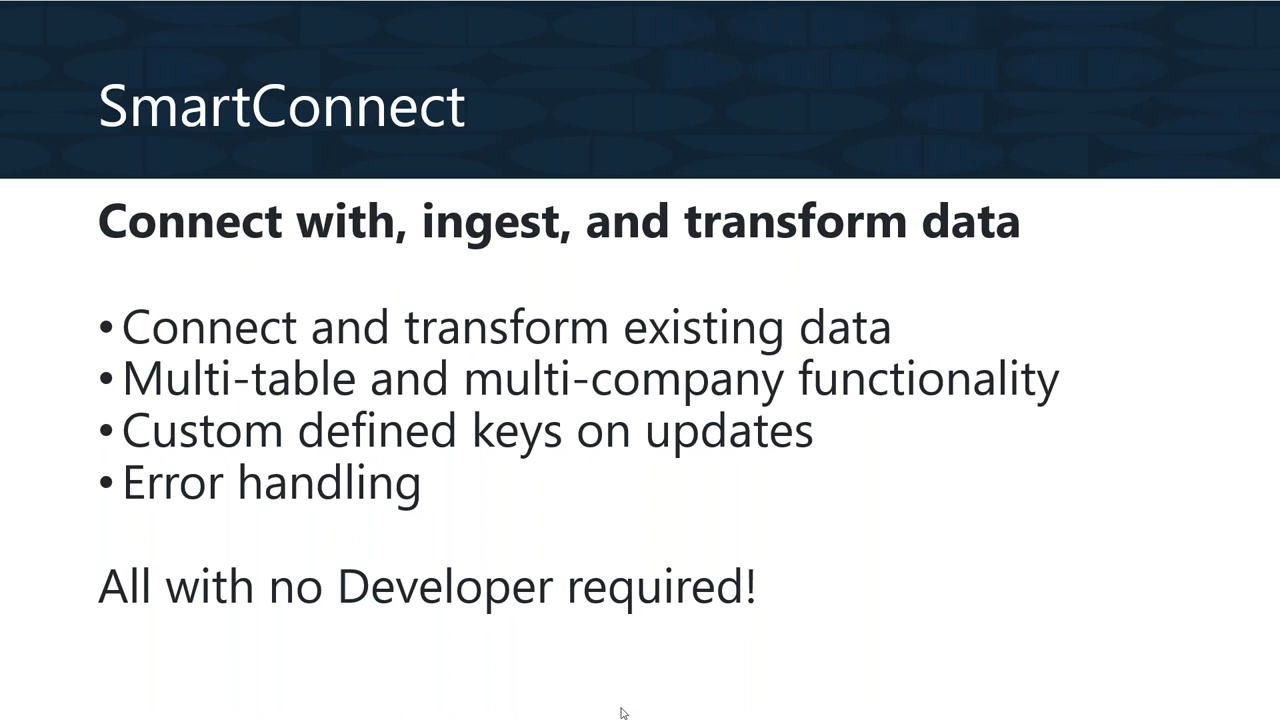 SmartConnect
Connect with, ingest, and transform data
• Connect and transform existing data
• Multi-table and multi-company functionality
• Custom defined keys on updates
• Error handling
All with no Developer required!